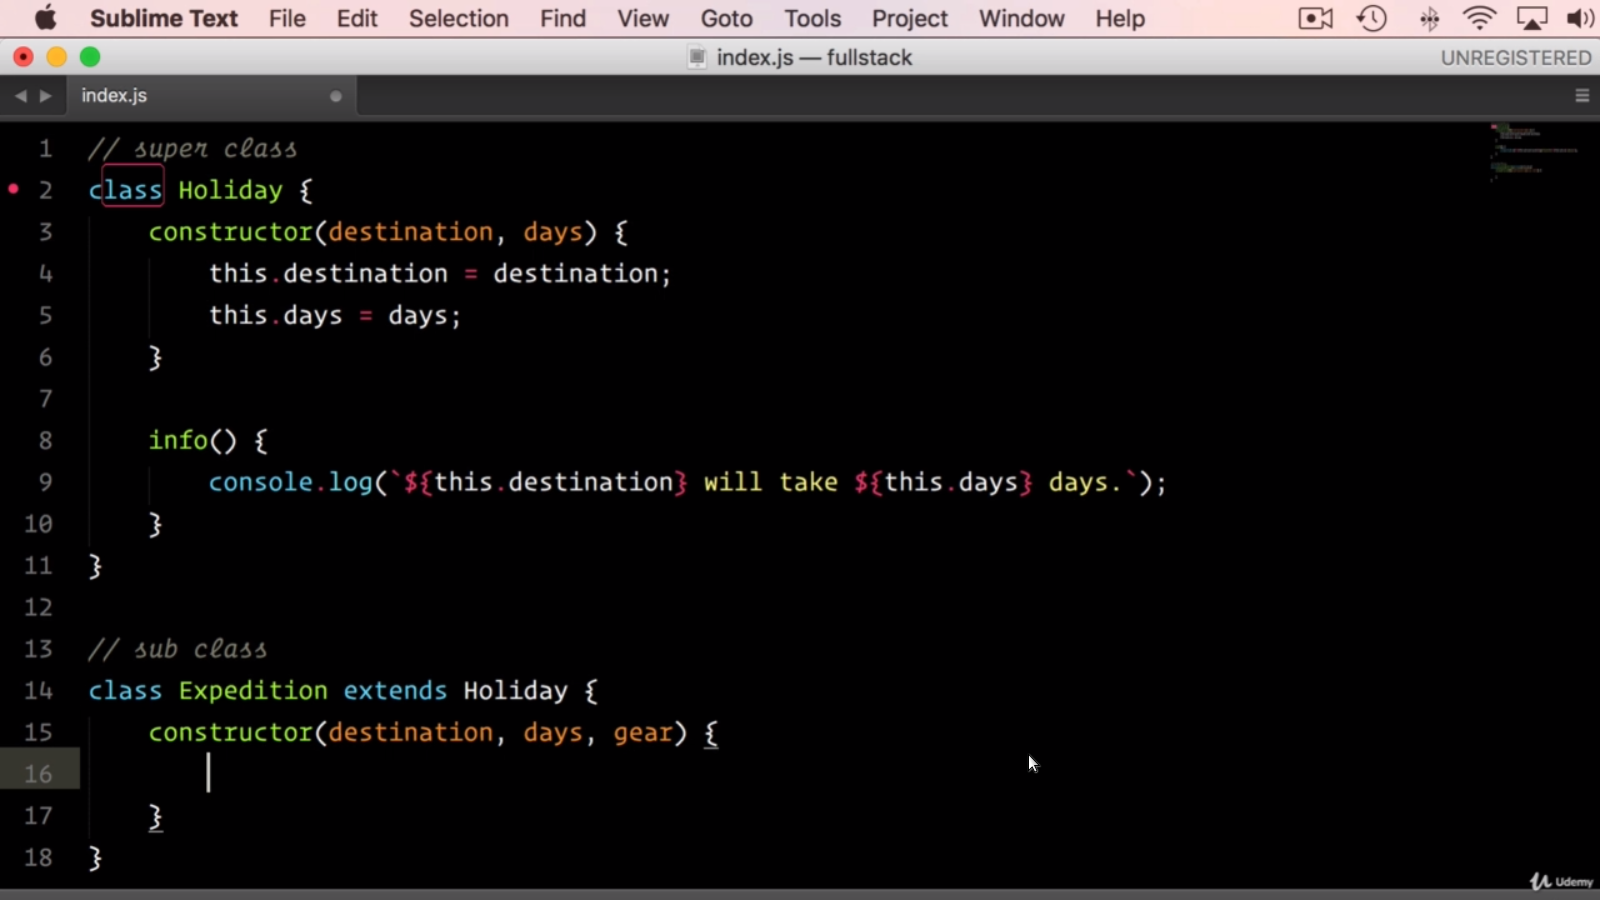 Sublime Text File Edit Selection Find View Goto Tools Project Window Help
index.js — fullstack UNREGISTERED
index.js
1 // super class
2 class Holiday {
3 constructor(destination, days) {
4 this.destination = destination;
5 this.days = days;
6 }
7
8 info() {
9 console.log(`${this.destination} will take ${this.days} days.`);
10 }
11 }
12
13 // sub class
14 class Expedition extends Holiday {
15 constructor(destination, days, gear) {
16
17 }
18 }
Udemy